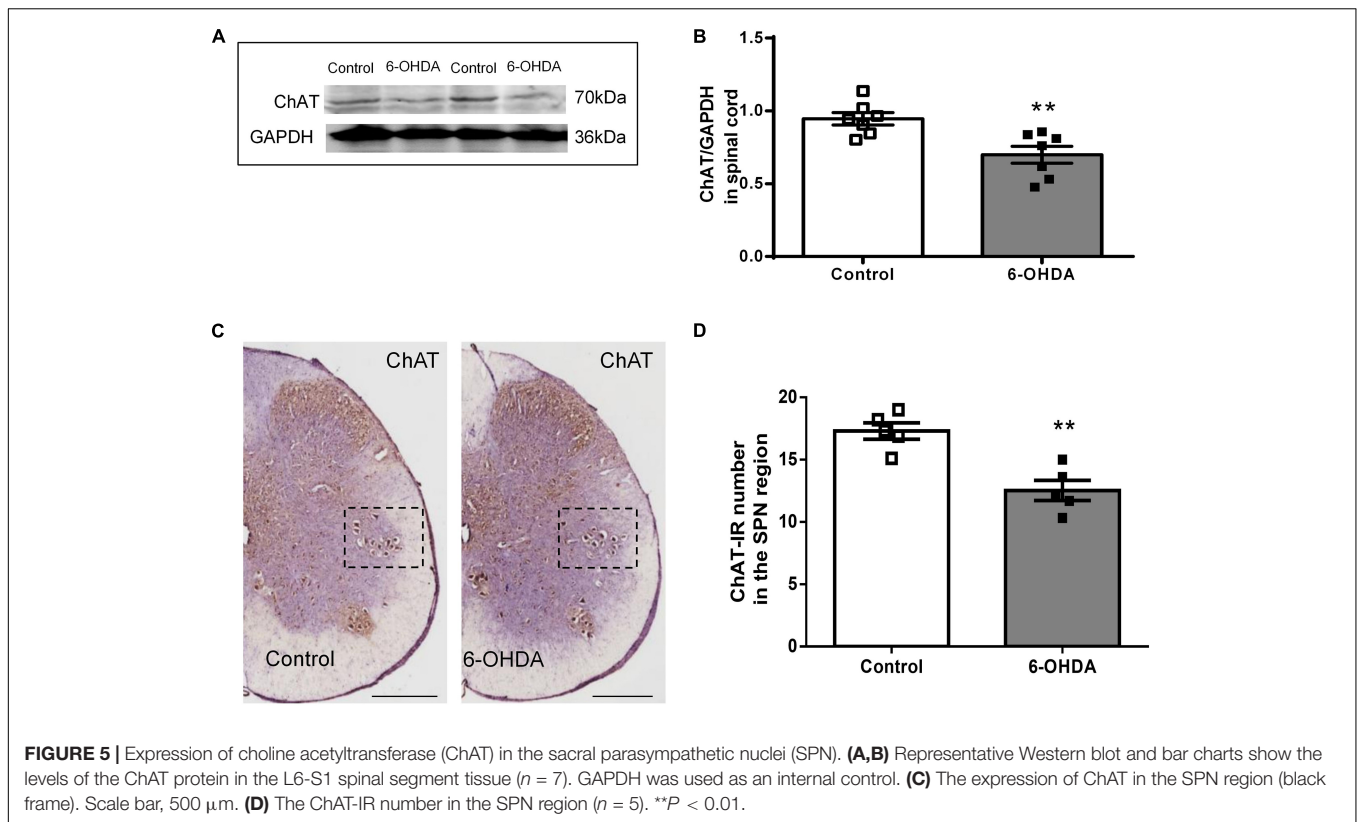 A
Control 6-OHDA Control 6-OHDA
ChAT 70kDa
GAPDH 36kDa
B
ChAT/GAPDH
in spinal cord
1.5
1.0
0.5
0.0
**
Control 6-OHDA
C
ChAT ChAT
Control 6-OHDA
D
ChAT-IR number
in the SPN region
20
15
10
5
0
**
Control 6-OHDA
FIGURE 5 | Expression of choline acetyltransferase (ChAT) in the sacral parasympathetic nuclei (SPN). (A,B) Representative Western blot and bar charts show the
levels of the ChAT protein in the L6-S1 spinal segment tissue (n = 7). GAPDH was used as an internal control. (C) The expression of ChAT in the SPN region (black
frame). Scale bar, 500 μm. (D) The ChAT-IR number in the SPN region (n = 5). **P < 0.01.